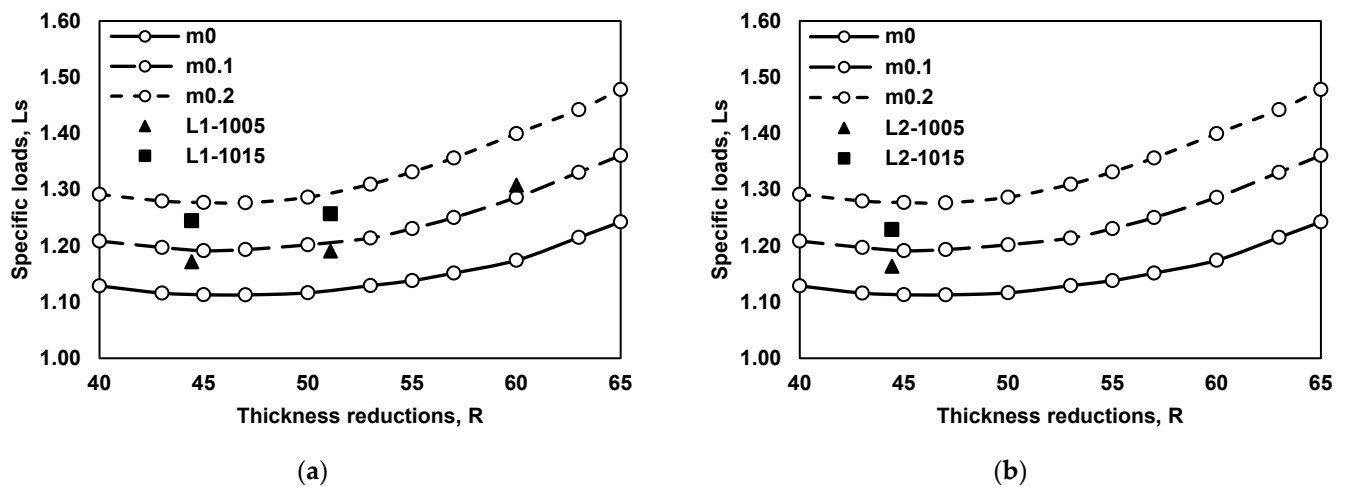 1.60
1.50
1.40
1.30
1.20
1.10
1.00
Specific loads, Ls
m0
m0.1
m0.2
L1-1005
L1-1015
40 45 50 55 60 65
Thickness reductions, R
(a)
1.60
1.50
1.40
1.30
1.20
1.10
1.00
Specific loads, Ls
m0
m0.1
m0.2
L2-1005
L2-1015
40 45 50 55 60 65
Thickness reductions, R
(b)